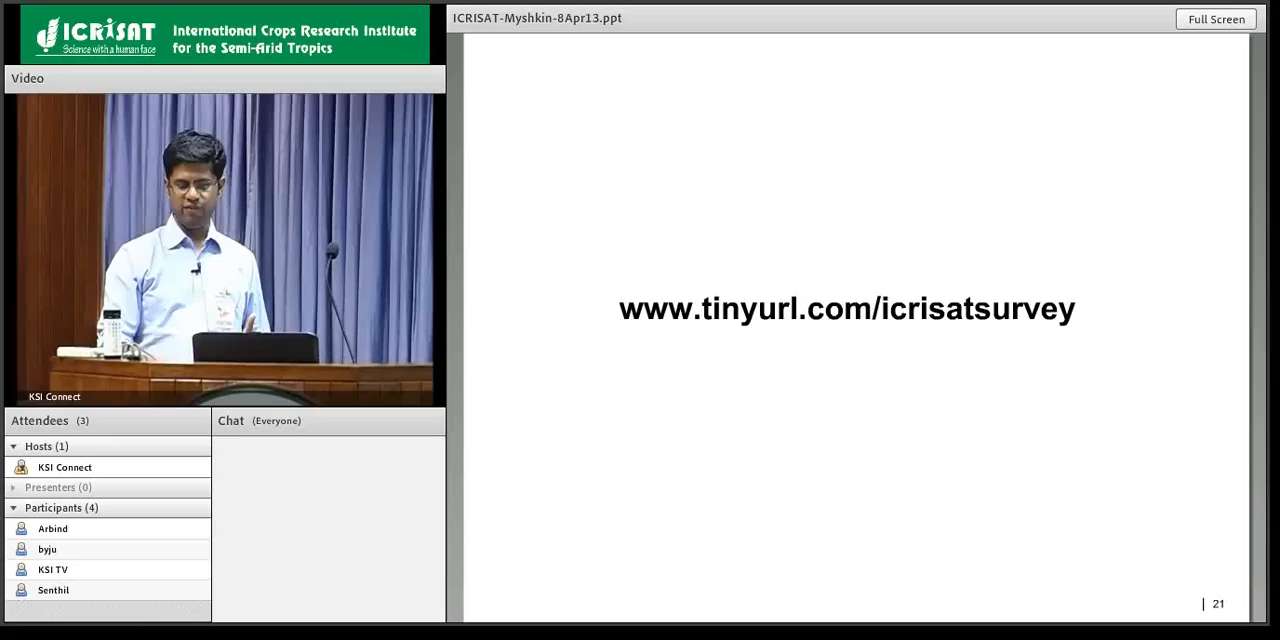 ICRISAT
Science with a human face
International Crops Research Institute
for the Semi-Arid Tropics
Video
KSI Connect
Attendees (3)
Hosts (1)
KSI Connect
Presenters (0)
Participants (4)
Arbind
byju
KSI TV
Senthil
Chat (Everyone)
ICRISAT-Myshkin-8Apr13.ppt
Full Screen
www.tinyurl.com/icrisatsurvey
| 21